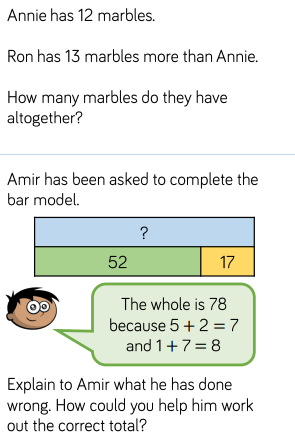 Annie has 12 marbles.
Ron has 13 marbles more than Annie.
How many marbles do they have
altogether?
Amir has been asked to complete the
bar model.
?
52 17
The whole is 78
because 5 + 2 = 7
and 1 + 7 = 8
Explain to Amir what he has done
wrong. How could you help him work
out the correct total?